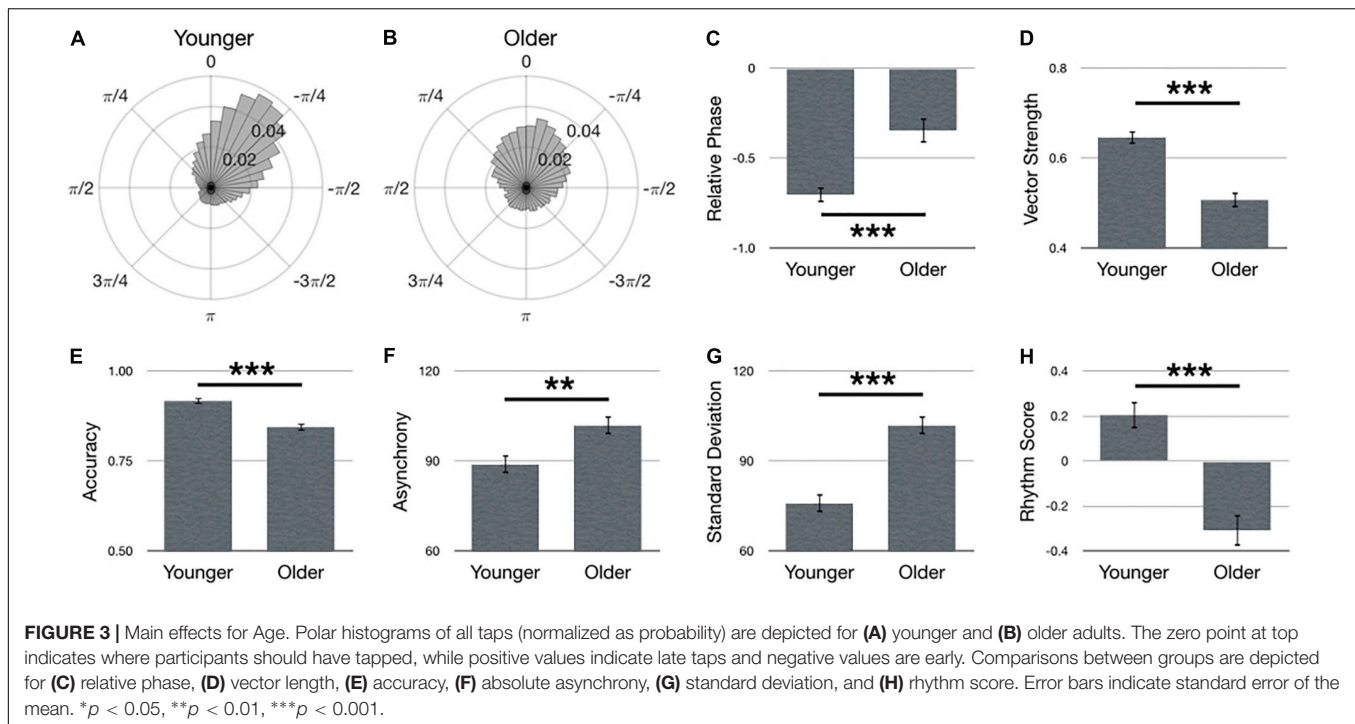 A
Younger
0
π/4
-π/4
0.04
0.02
π/2
-π/2
3π/4
-3π/2
π
B
Older
0
π/4
-π/4
0.04
0.02
π/2
-π/2
3π/4
-3π/2
π
C
Relative Phase
0
-0.5
-1.0
***
Younger
Older
D
Vector Strength
0.8
0.6
0.4
***
Younger
Older
E
Accuracy
1.00
0.75
0.50
***
Younger
Older
F
Asynchrony
120
90
60
**
Younger
Older
G
Standard Deviation
120
90
60
***
Younger
Older
H
Rhythm Score
0.4
0.2
0
-0.2
-0.4
***
Younger
Older
FIGURE 3 | Main effects for Age. Polar histograms of all taps (normalized as probability) are depicted for (A) younger and (B) older adults. The zero point at top
indicates where participants should have tapped, while positive values indicate late taps and negative values are early. Comparisons between groups are depicted
for (C) relative phase, (D) vector length, (E) accuracy, (F) absolute asynchrony, (G) standard deviation, and (H) rhythm score. Error bars indicate standard error of the
mean. *p < 0.05, **p < 0.01, ***p < 0.001.